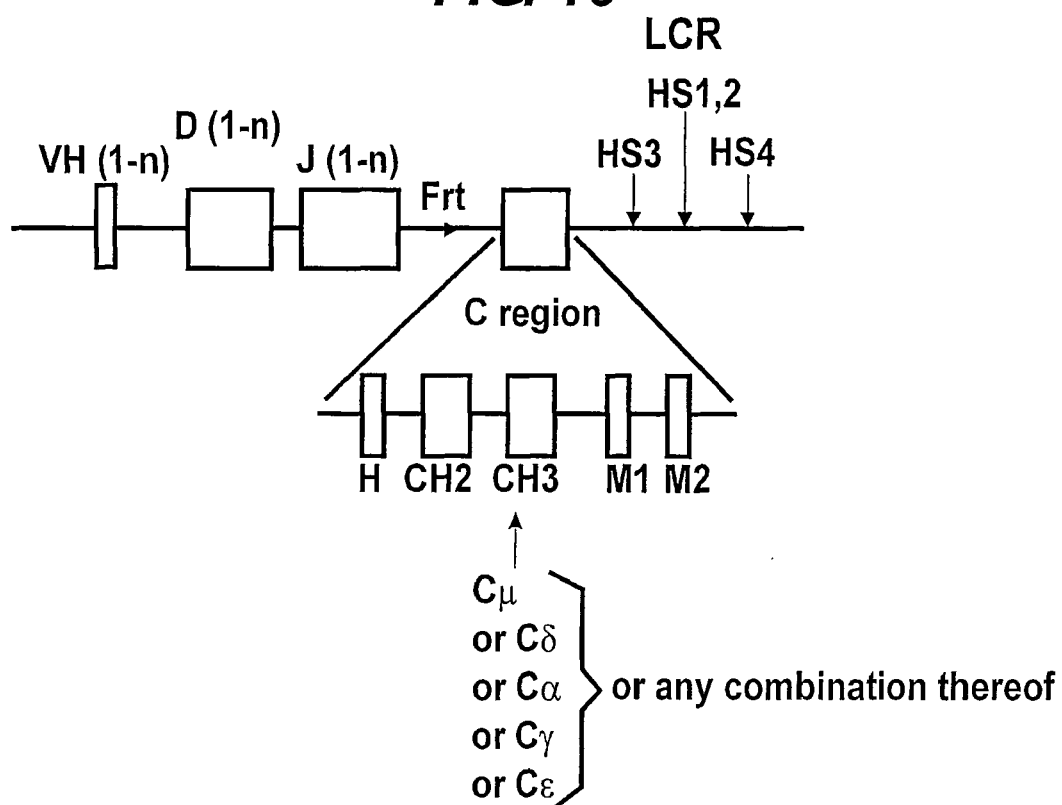 LCR
HS1,2
D (1-n)
VH (1-n)
J (1-n)
HS3
HS4
Frt
C region
H
CH2
CH3
M1
M2
Cμ
or Cδ
or Cα
or Cγ
or Cε
or any combination thereof